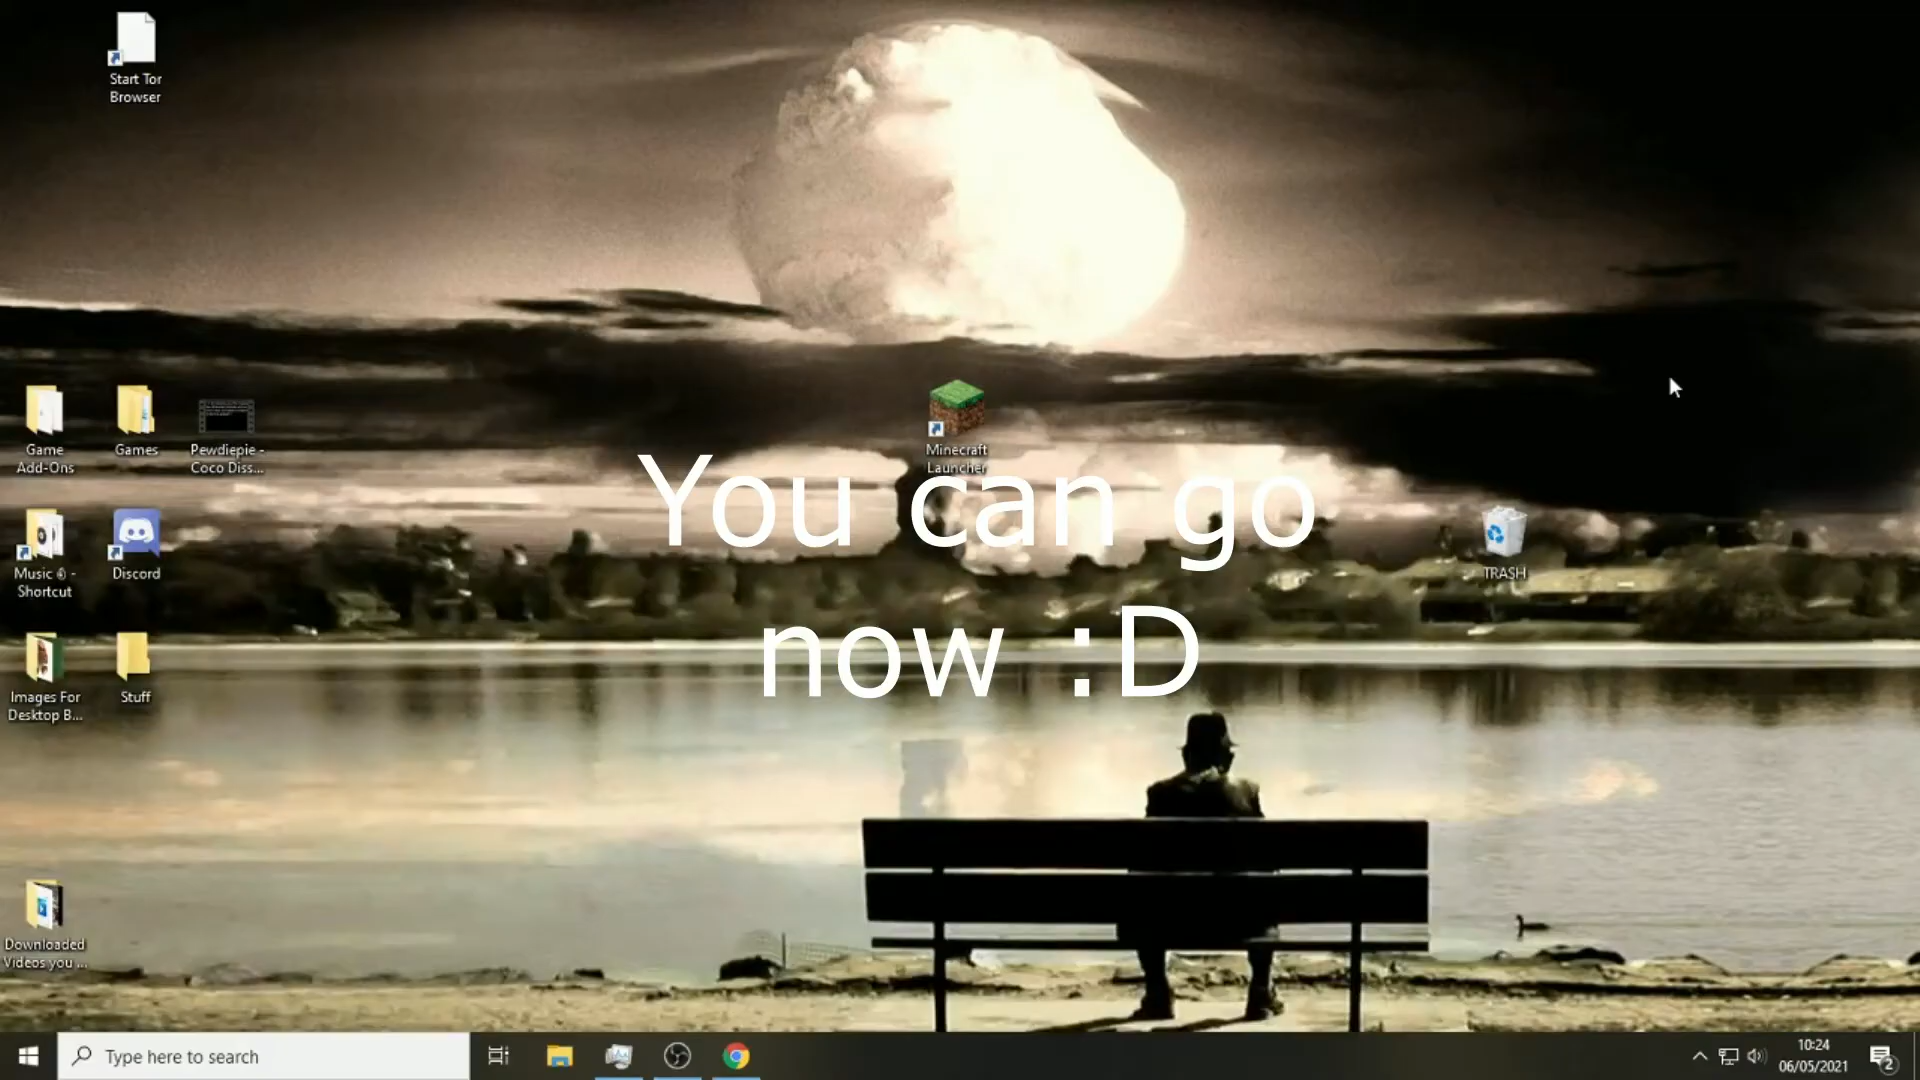 Start Tor
Browser
Game
Add-Ons
Games
Pewdiepie -
Coco Diss...
Minecraft
Launcher
You can go
now :D
Music © -
Shortcut
Discord
TRASH
Images For
Desktop B...
Stuff
Downloaded
Videos you ...
Type here to search
10:24
06/05/2021
2